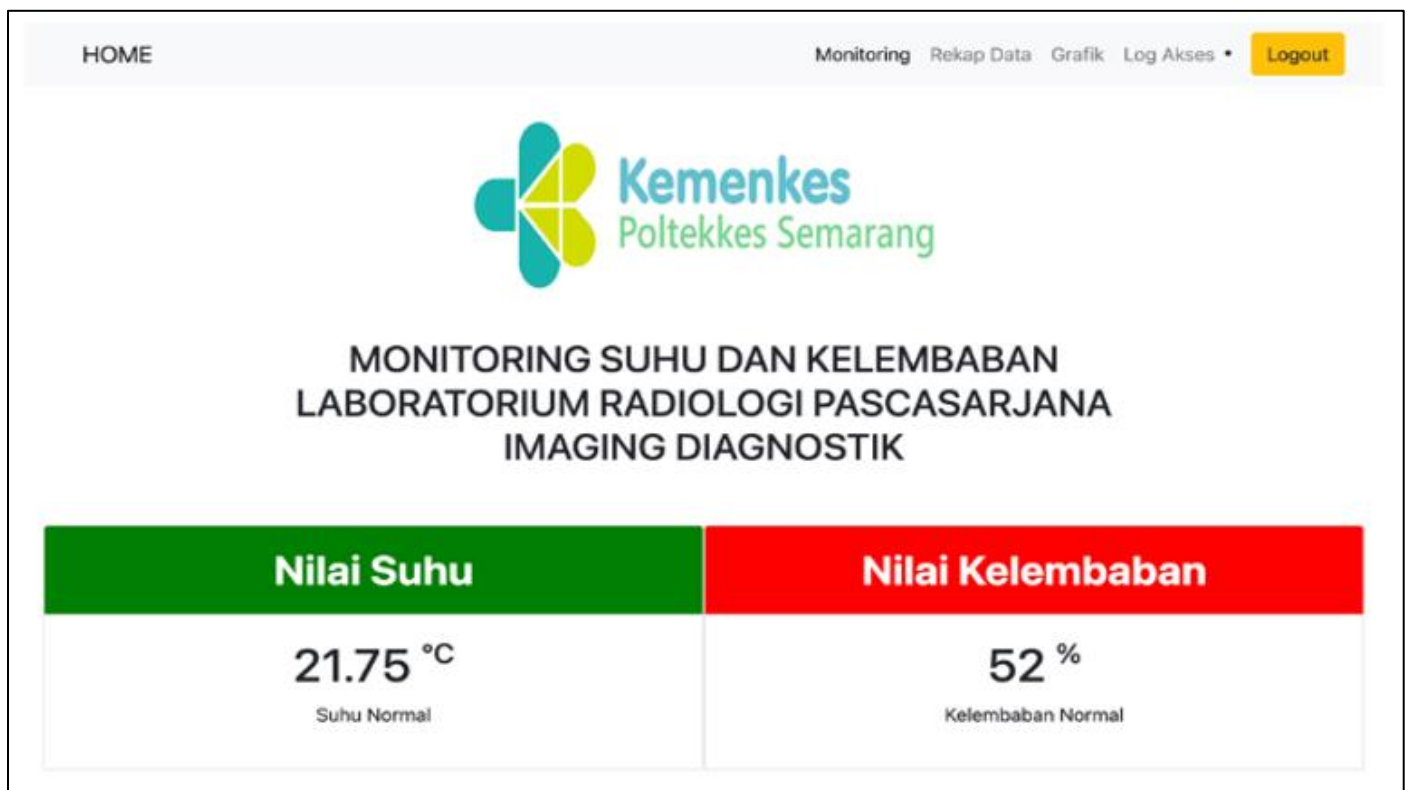 HOME
Monitoring Rekap Data Grafik Log Akses • Logout
Kemenkes
Poltekkes Semarang
MONITORING SUHU DAN KELEMBABAN
LABORATORIUM RADIOLOGI PASCASARJANA
IMAGING DIAGNOSTIK
Nilai Suhu
21.75 °C
Suhu Normal
Nilai Kelembaban
52 %
Kelembaban Normal